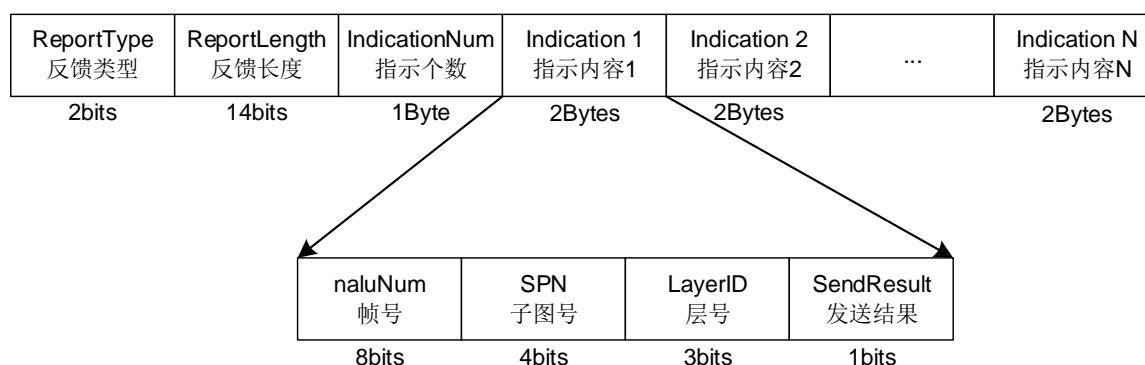 ReportType
反馈类型
ReportLength
反馈长度
IndicationNum
指示个数
Indication 1
指示内容1
Indication 2
指示内容2
...
Indication N
指示内容N
2bits
14bits
1Byte
2Bytes
2Bytes
2Bytes
naluNum
帧号
SPN
子图号
LayerID
层号
SendResult
发送结果
8bits
4bits
3bits
1bits